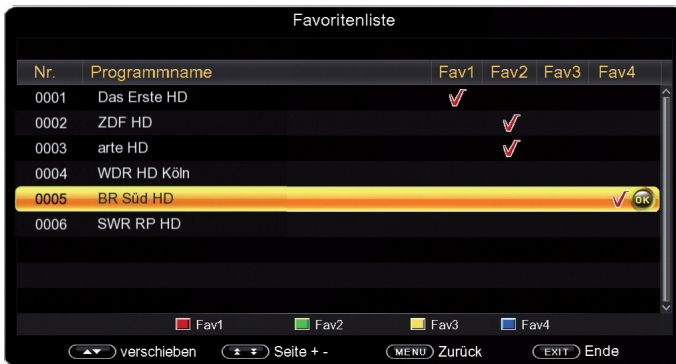 Favoritenliste
Nr. Programmname Fav1 Fav2 Fav3 Fav4
0001 Das Erste HD
0002 ZDF HD
0003 arte HD
0004 WDR HD Köln
0005 BR Süd HD OK
0006 SWR RP HD
Fav1 Fav2 Fav3 Fav4
verschieben Seite + - MENU Zurück EXIT Ende